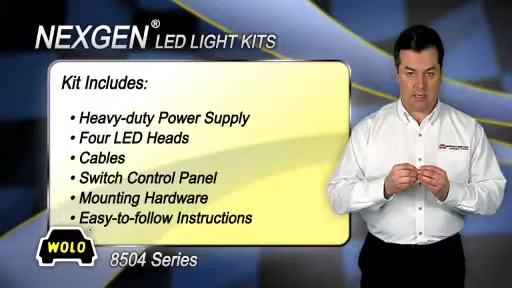 NEXGEN® LED LIGHT KITS
Kit Includes:
• Heavy-duty Power Supply
• Four LED Heads
• Cables
• Switch Control Panel
• Mounting Hardware
• Easy-to-follow Instructions
WOLO
8504 Series